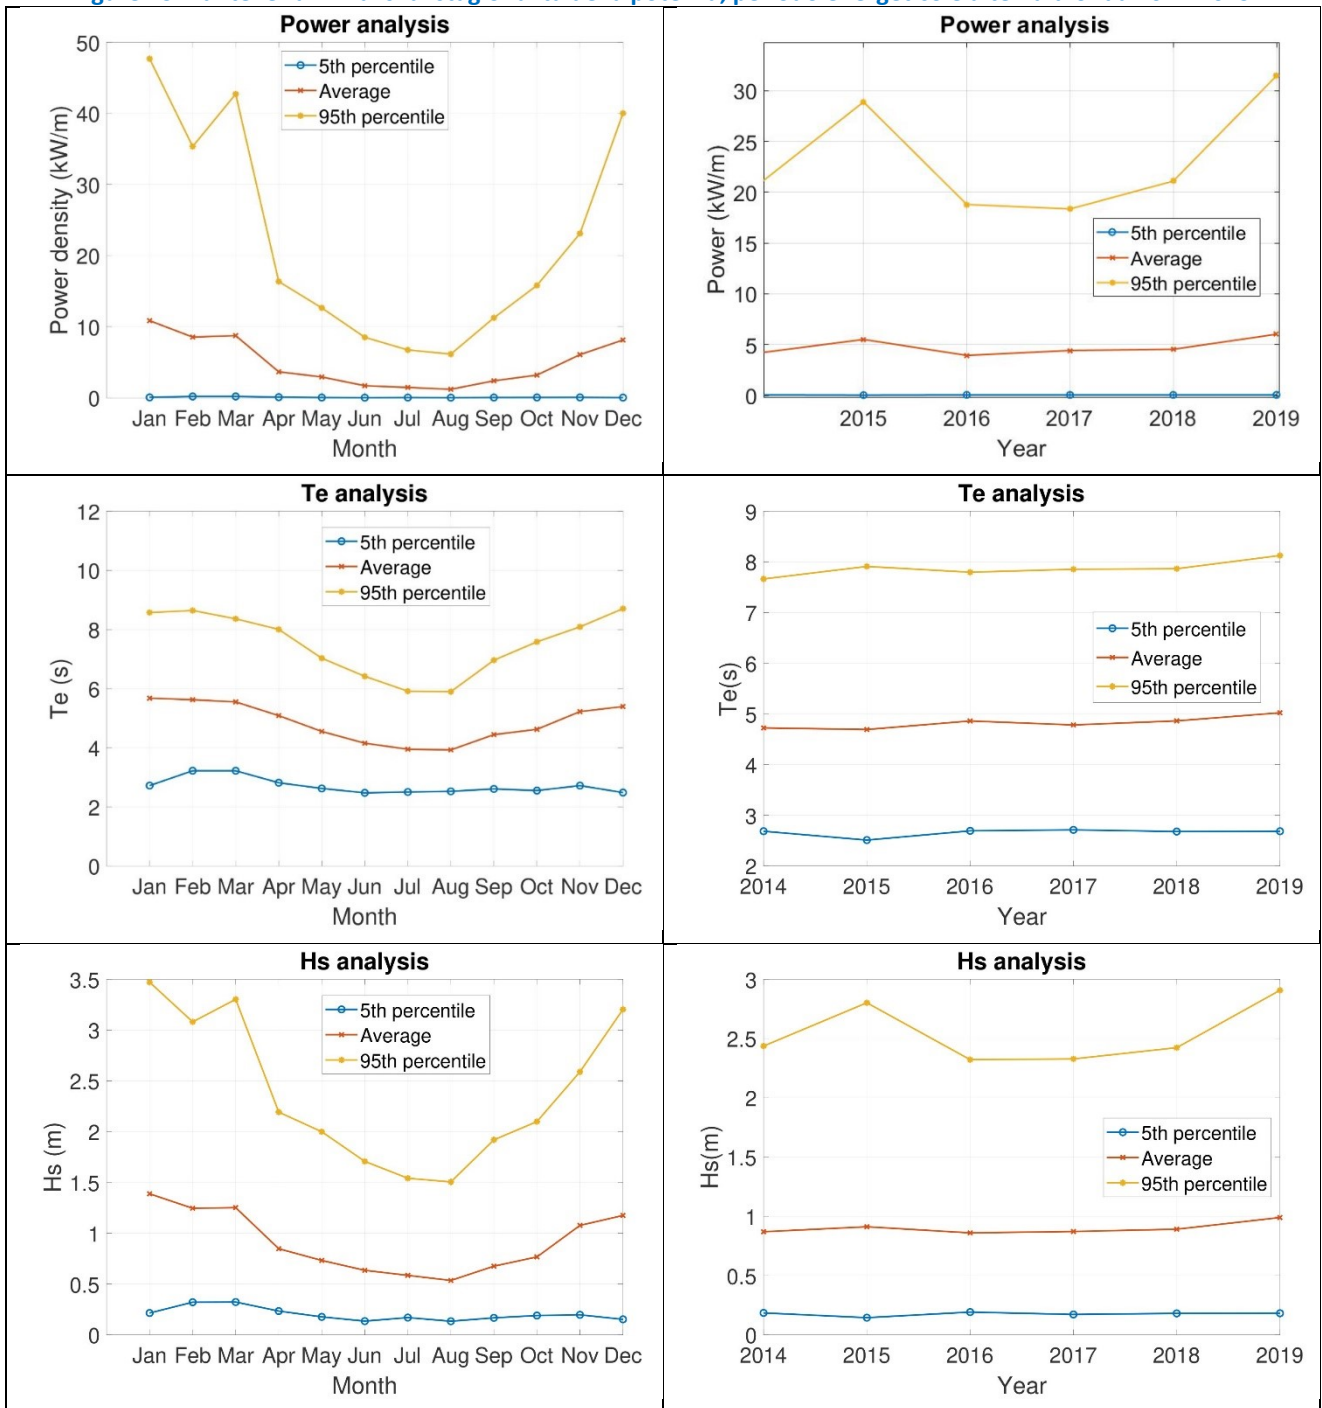 Power analysis
50
40
30
20
10
0
Power density (kW/m)
5th percentile
Average
95th percentile
Jan Feb Mar Apr May Jun Jul Aug Sep Oct Nov Dec
Month
Power analysis
30
25
20
15
10
5
0
Power (kW/m)
5th percentile
Average
95th percentile
2015 2016 2017 2018 2019
Year
Te analysis
12
10
8
6
4
2
0
Te (s)
5th percentile
Average
95th percentile
Jan Feb Mar Apr May Jun Jul Aug Sep Oct Nov Dec
Month
Te analysis
9
8
7
6
5
4
3
2
Te(s)
5th percentile
Average
95th percentile
2014 2015 2016 2017 2018 2019
Year
Hs analysis
3.5
3
2.5
2
1.5
1
0.5
0
Hs (m)
5th percentile
Average
95th percentile
Jan Feb Mar Apr May Jun Jul Aug Sep Oct Nov Dec
Month
Hs analysis
3
2.5
2
1.5
1
0.5
0
Hs(m)
5th percentile
Average
95th percentile
2014 2015 2016 2017 2018 2019
Year